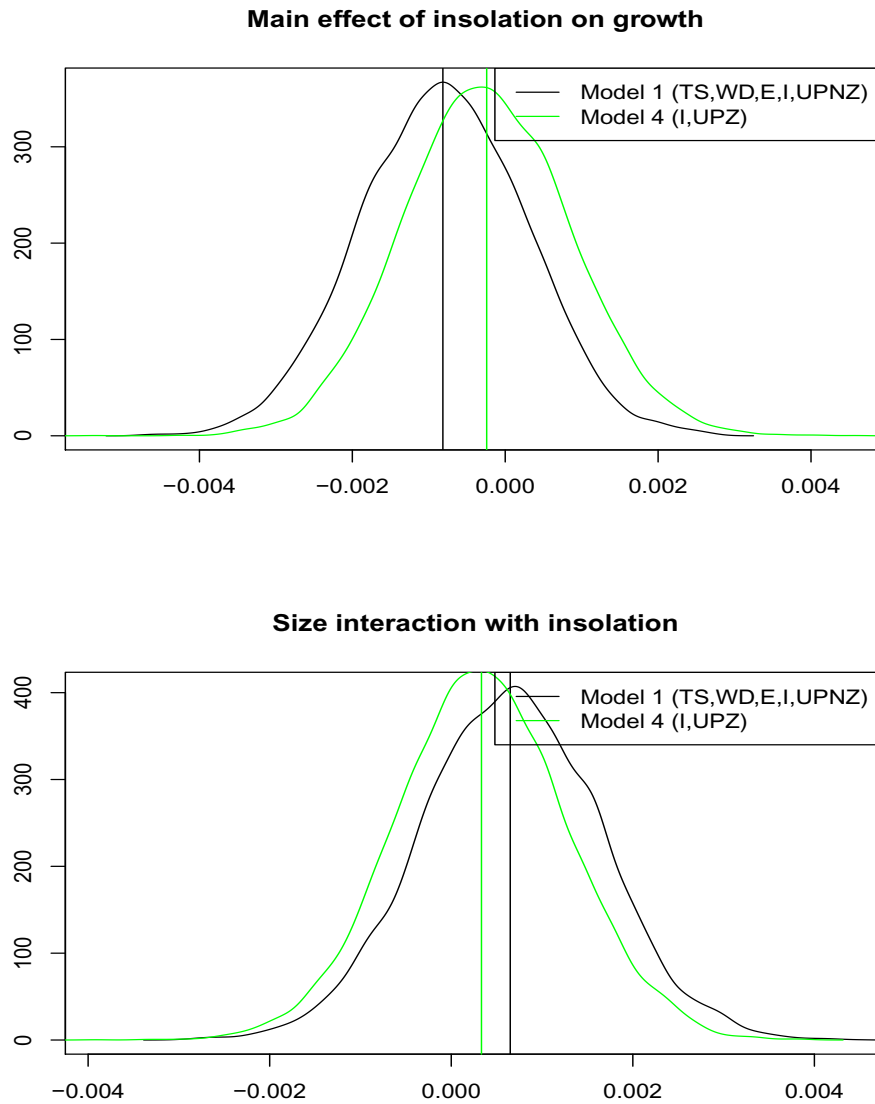 Main effect of insolation on growth
Model 1 (TS,WD,E,I,UPNZ)
Model 4 (I,UPZ)
300
200
100
0
−0.004 −0.002 0.000 0.002 0.004
Size interaction with insolation
Model 1 (TS,WD,E,I,UPNZ)
Model 4 (I,UPZ)
400
300
200
100
0
−0.004 −0.002 0.000 0.002 0.004